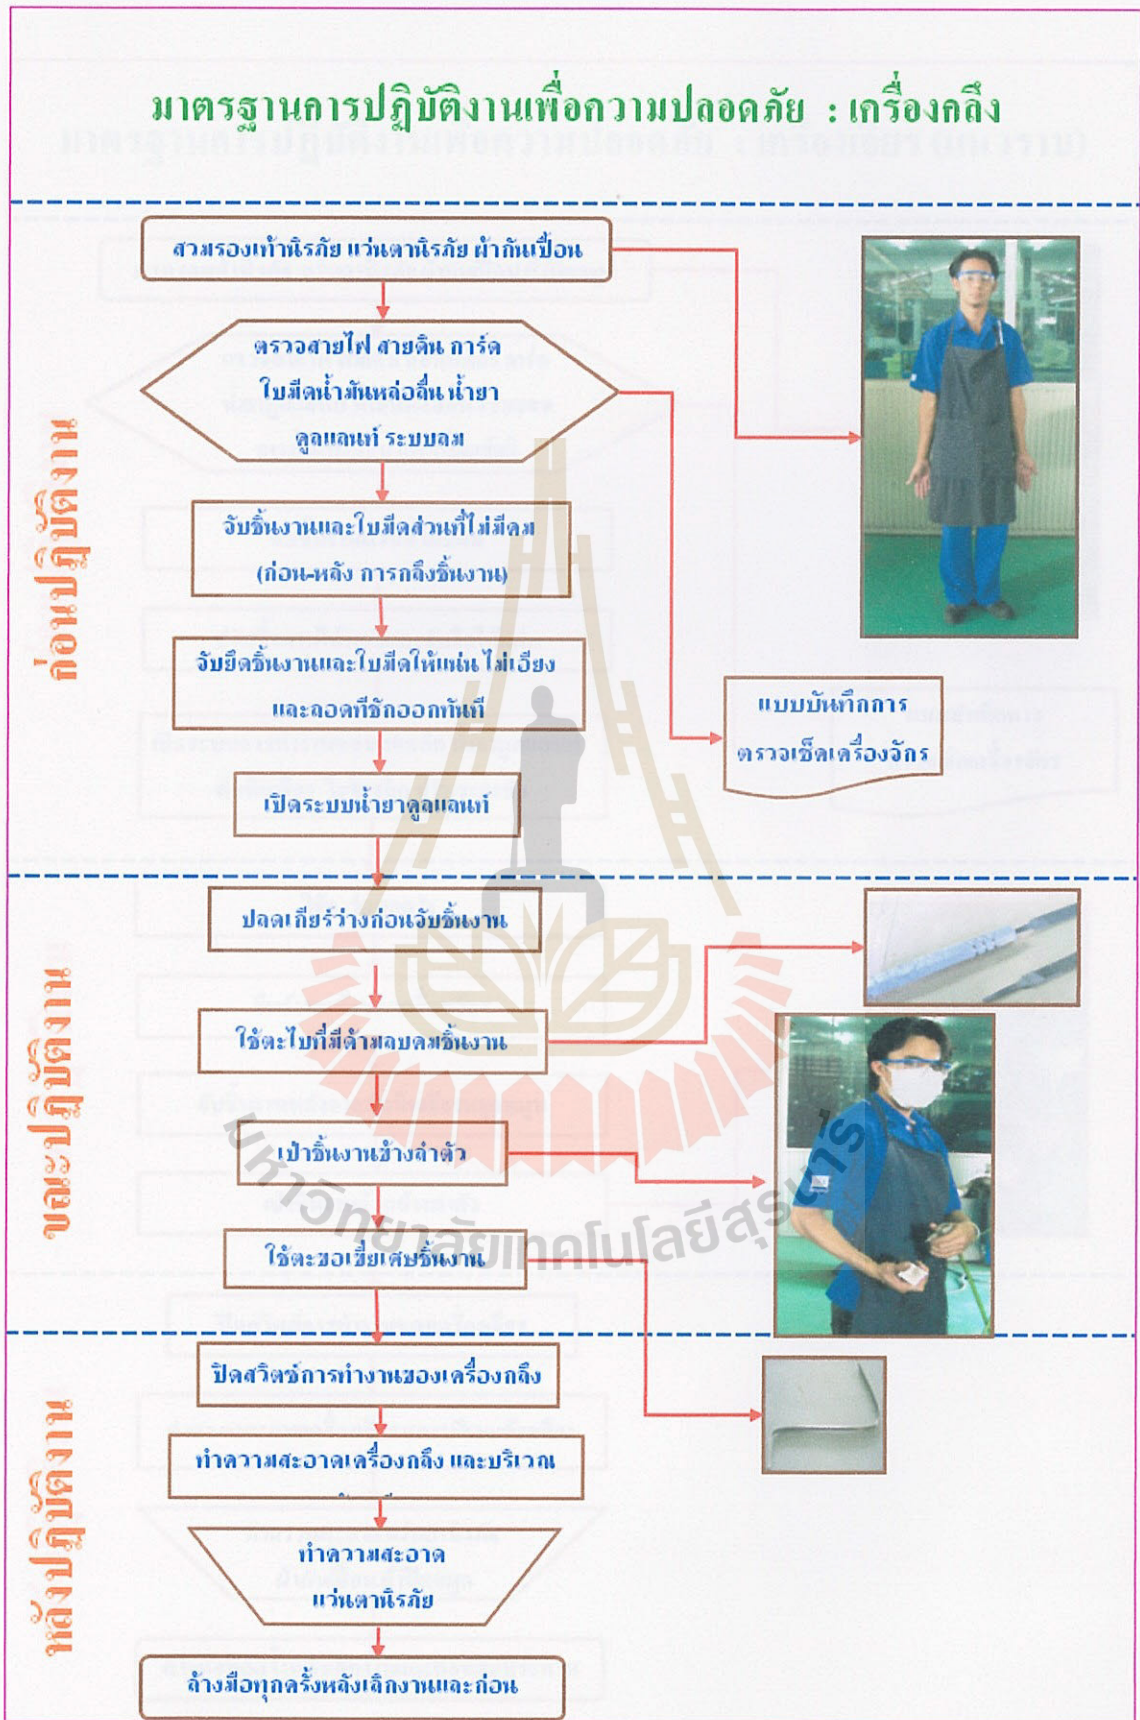 มาตรฐานการปฏิบัติงานเพื่อความปลอดภัย : เครื่องกลึง
ก่อนปฏิบัติงาน
สวมรองเท้านิรภัย แว่นตานิรภัย ผ้ากันเปื้อน
ตรวจสายไฟ สายดิน การ์ด
ใบมีดน้ำมันหล่อลื่น น้ำยา
คูลแลนท์ ระบบลม
จับชิ้นงานและใบมีดส่วนที่ไม่มีคม
(ก่อน-หลัง การกลึงชิ้นงาน)
จับยึดชิ้นงานและใบมีดให้แน่น ไม่เอียง
และถอดทีชักออกทันที
แบบบันทึกการ
ตรวจเช็คเครื่องจักร
เปิดระบบน้ำยาคูลแลนท์
ขณะปฏิบัติงาน
ปลดเกียร์ว่างก่อนจับชิ้นงาน
ใช้ตะไบที่มีด้ามลบคมชิ้นงาน
เป่าชิ้นงานข้างลำตัว
ใช้ตะขอเขี่ยเศษชิ้นงาน
มหาวิทยาลัยเทคโนโลยีสุรนารี
หลังปฏิบัติงาน
ปิดสวิตซ์การทำงานของเครื่องกลึง
ทำความสะอาดเครื่องกลึง และบริเวณ
ทำความสะอาด
แว่นตานิรภัย
ล้างมือทุกครั้งหลังเลิกงานและก่อน